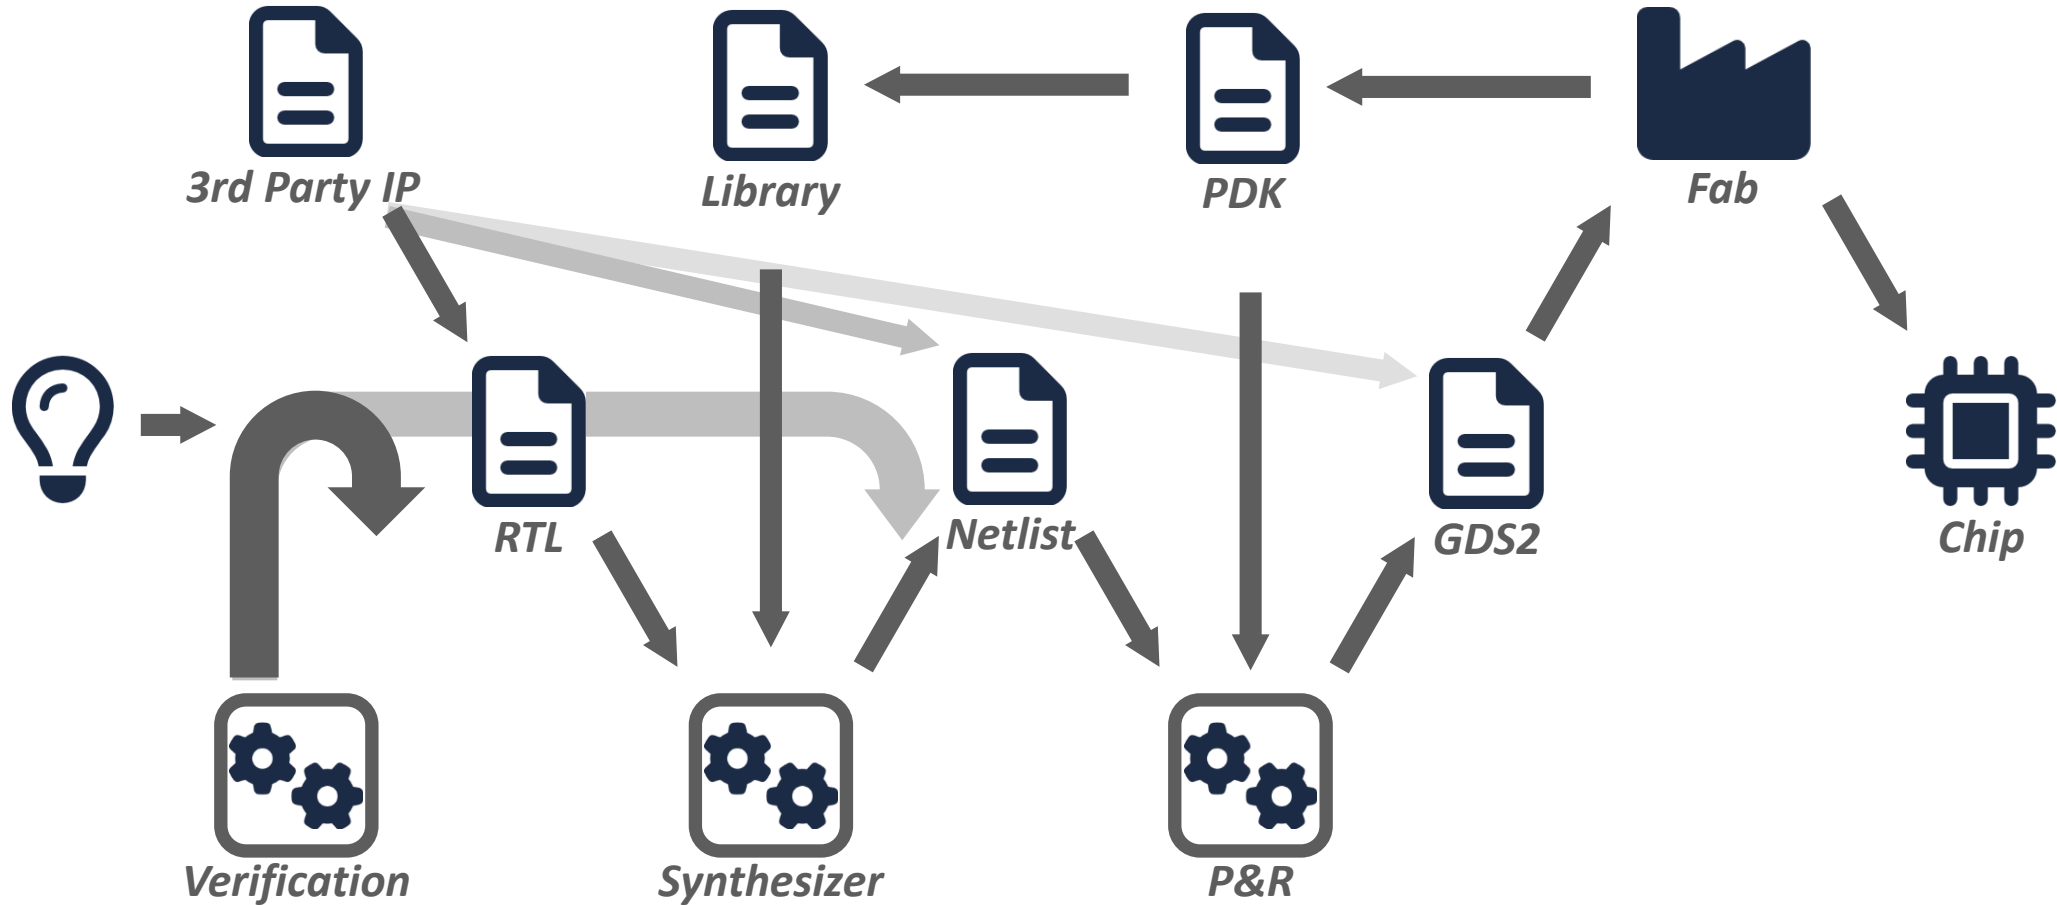 3rd Party IP
Library
PDK
Fab
RTL
Netlist
GDS2
Chip
Verification
Synthesizer
P&R